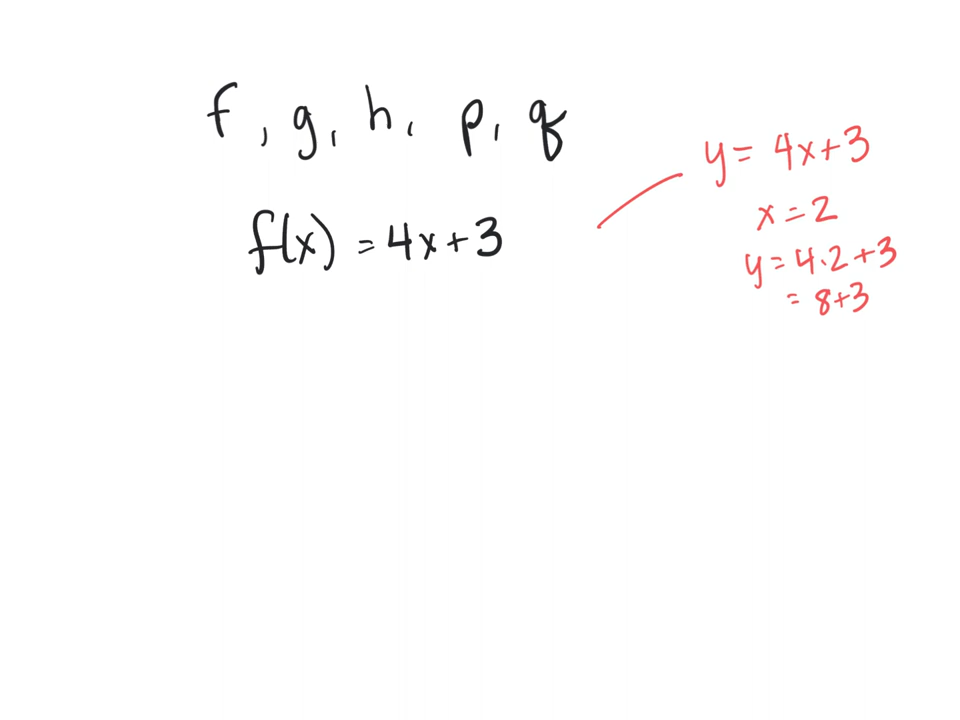 f, g, h, p, q
f(x) = 4x+3
y = 4x+3
x = 2
y = 4·2+3
= 8+3